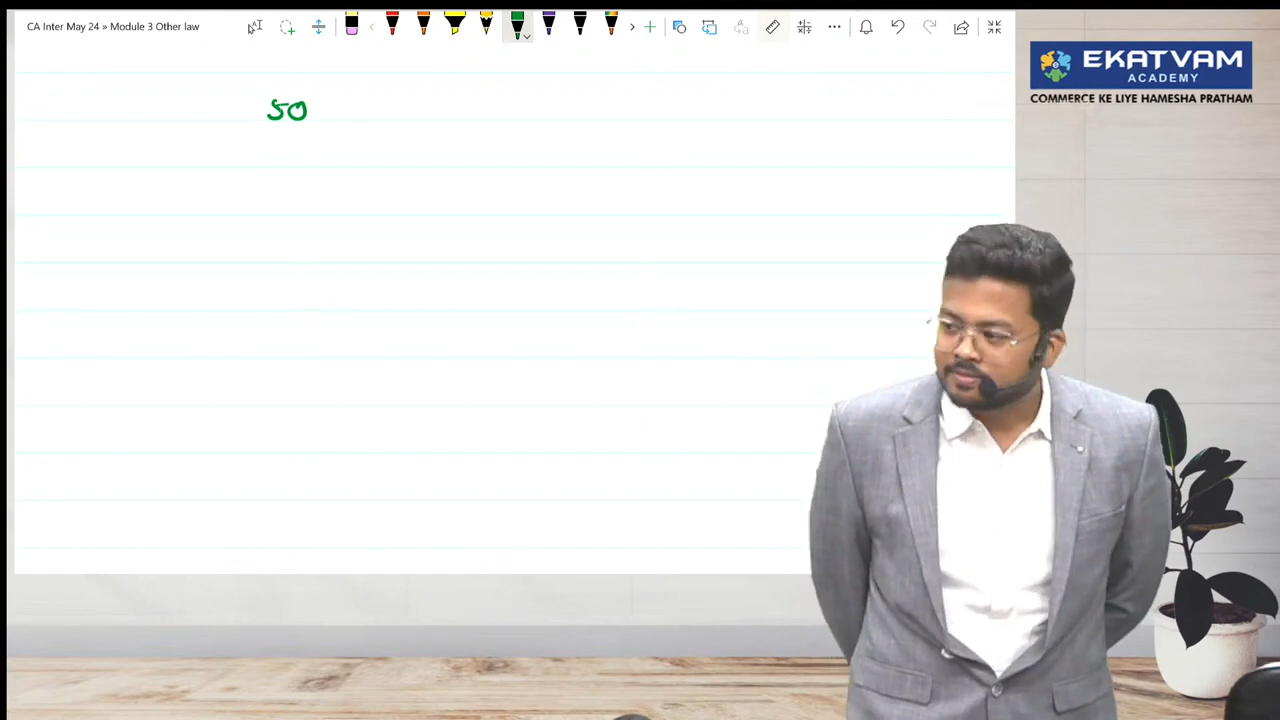 CA Inter May 24 » Module 3 Other law
EKATVAM
ACADEMY
COMMERCE KE LIYE HAMESHA PRATHAM
50